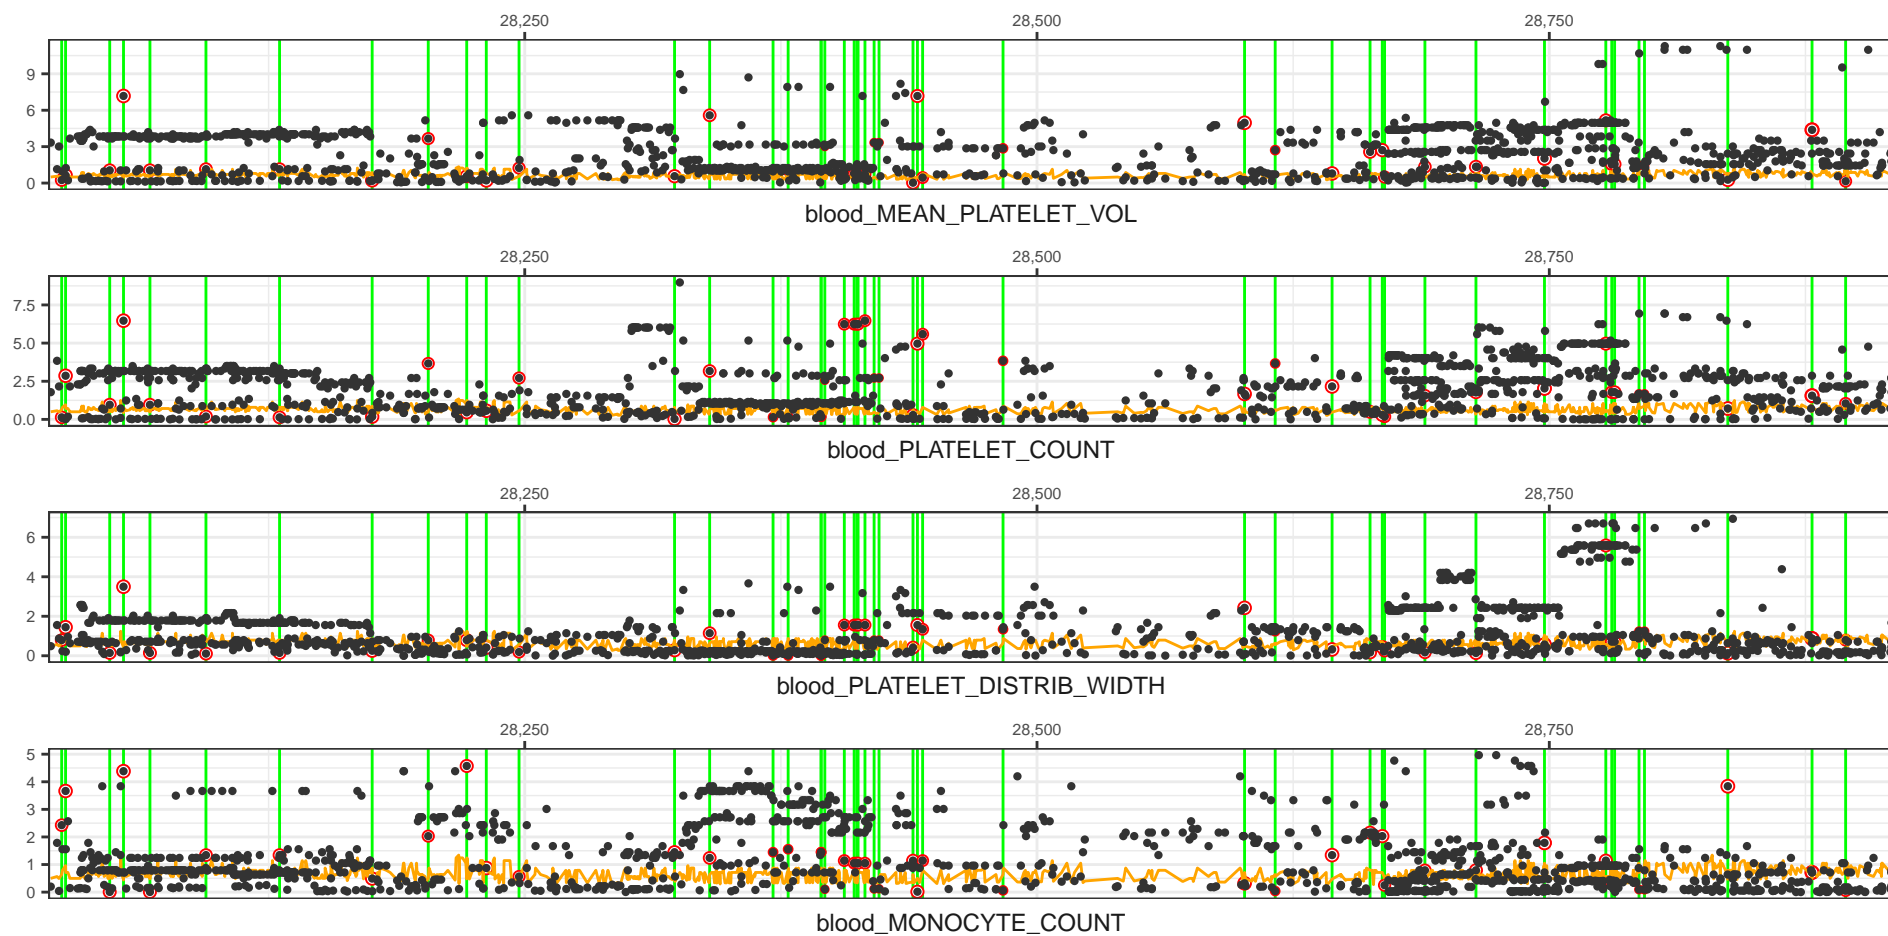 28,250 28,500 28,750
9
6
3
0
blood_MEAN_PLATELET_VOL
28,250 28,500 28,750
7.5
5.0
2.5
0.0
blood_PLATELET_COUNT
28,250 28,500 28,750
6
4
2
0
blood_PLATELET_DISTRIB_WIDTH
28,250 28,500 28,750
5
4
3
2
1
0
blood_MONOCYTE_COUNT